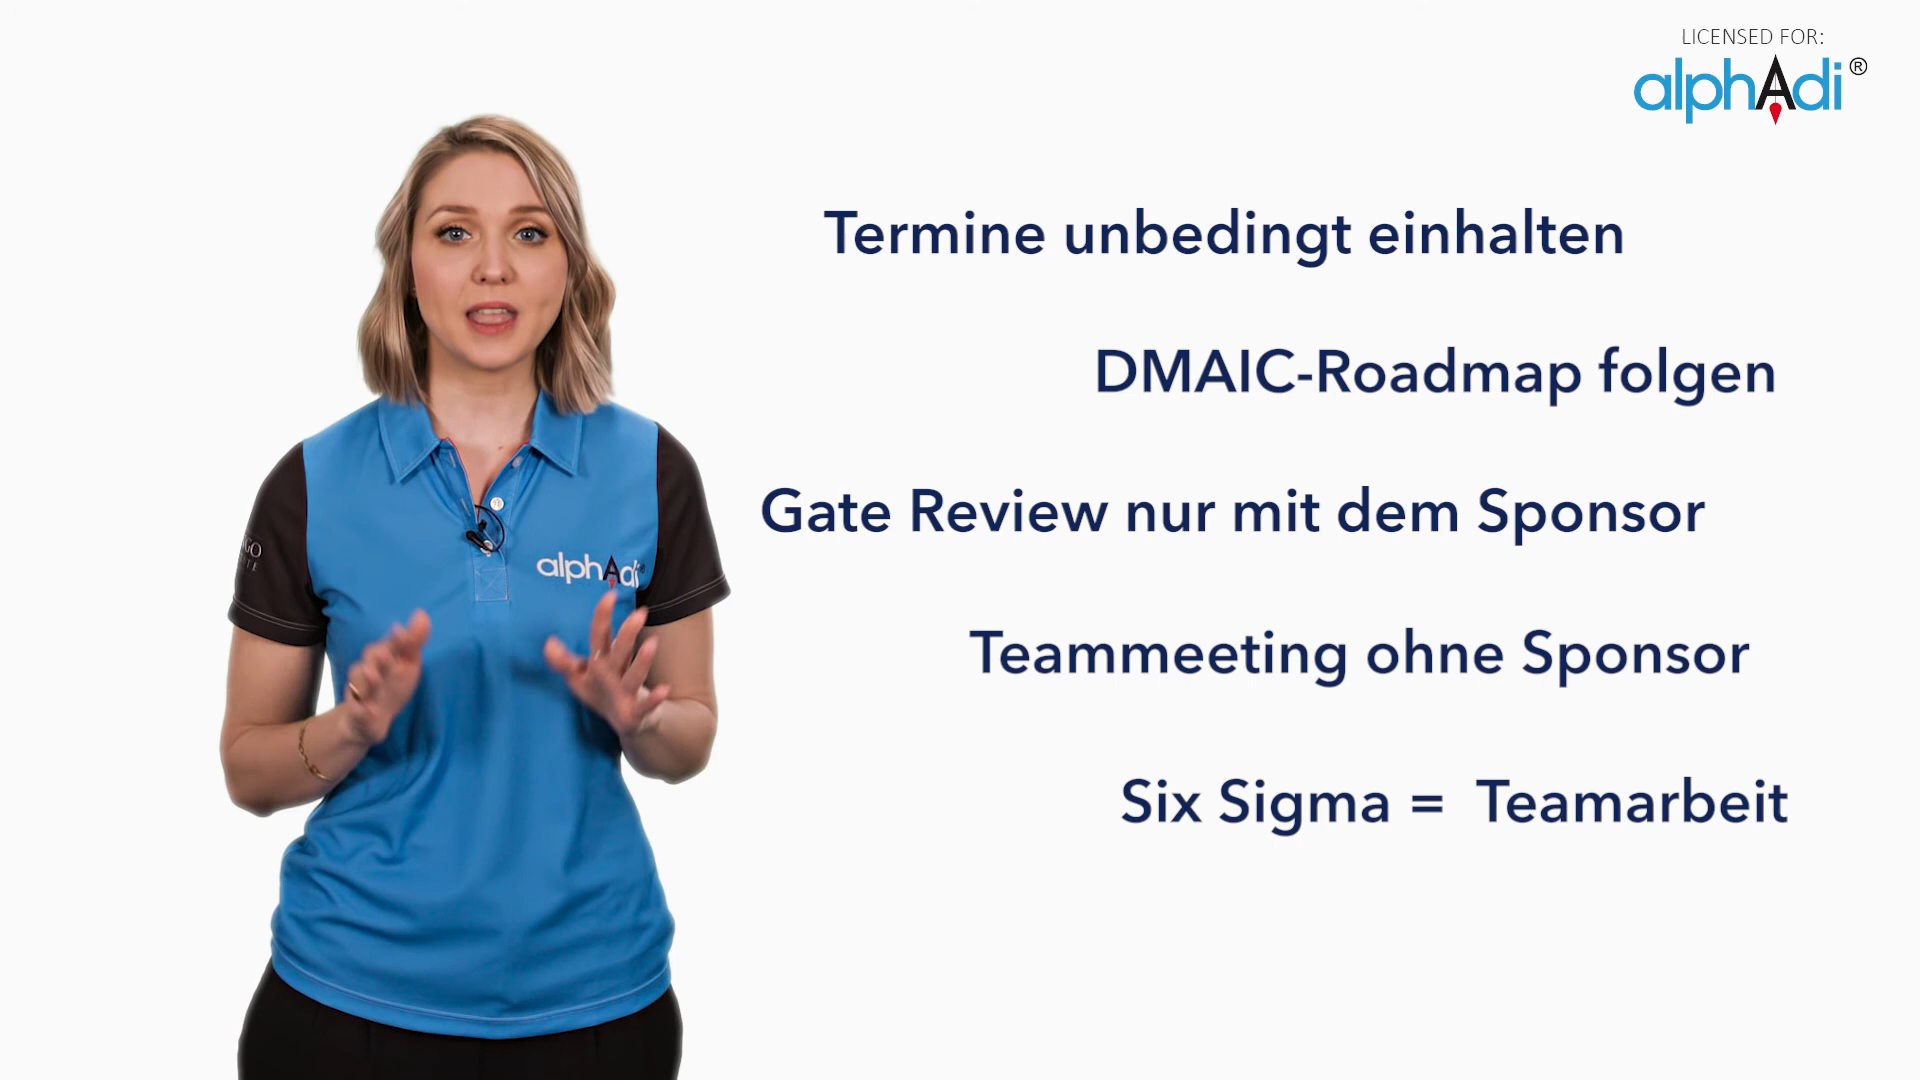 LICENSED FOR:
alphAdi®
Termine unbedingt einhalten
DMAIC-Roadmap folgen
Gate Review nur mit dem Sponsor
alphAdi
Teammeeting ohne Sponsor
Six Sigma = Teamarbeit